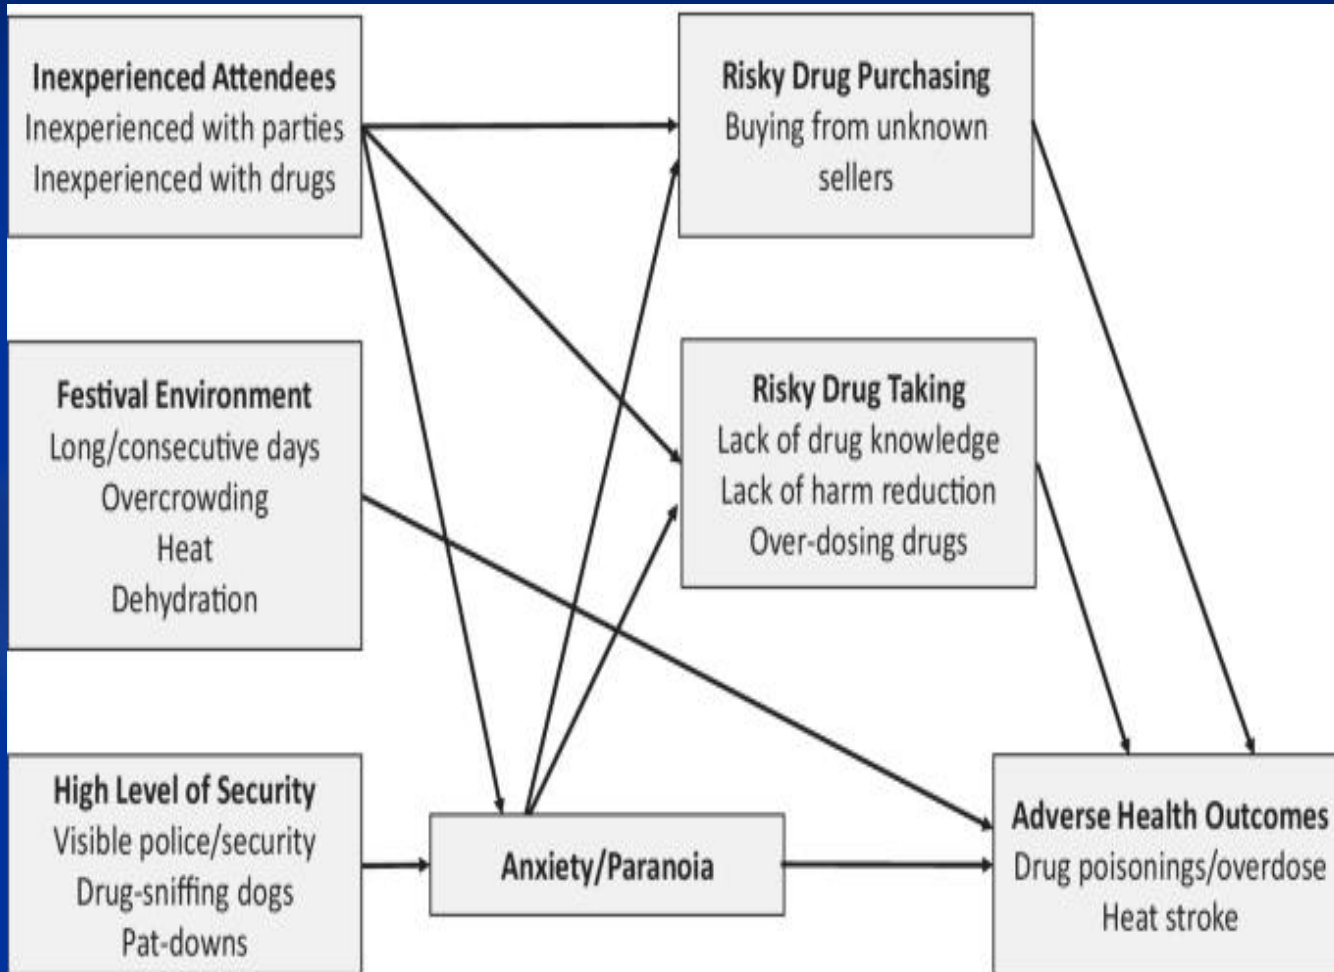 Inexperienced Attendees
Inexperienced with parties
Inexperienced with drugs
Risky Drug Purchasing
Buying from unknown
sellers
Festival Environment
Long/consecutive days
Overcrowding
Heat
Dehydration
Risky Drug Taking
Lack of drug knowledge
Lack of harm reduction
Over-dosing drugs
High Level of Security
Visible police/security
Drug-sniffing dogs
Pat-downs
Anxiety/Paranoia
Adverse Health Outcomes
Drug poisonings/overdose
Heat stroke